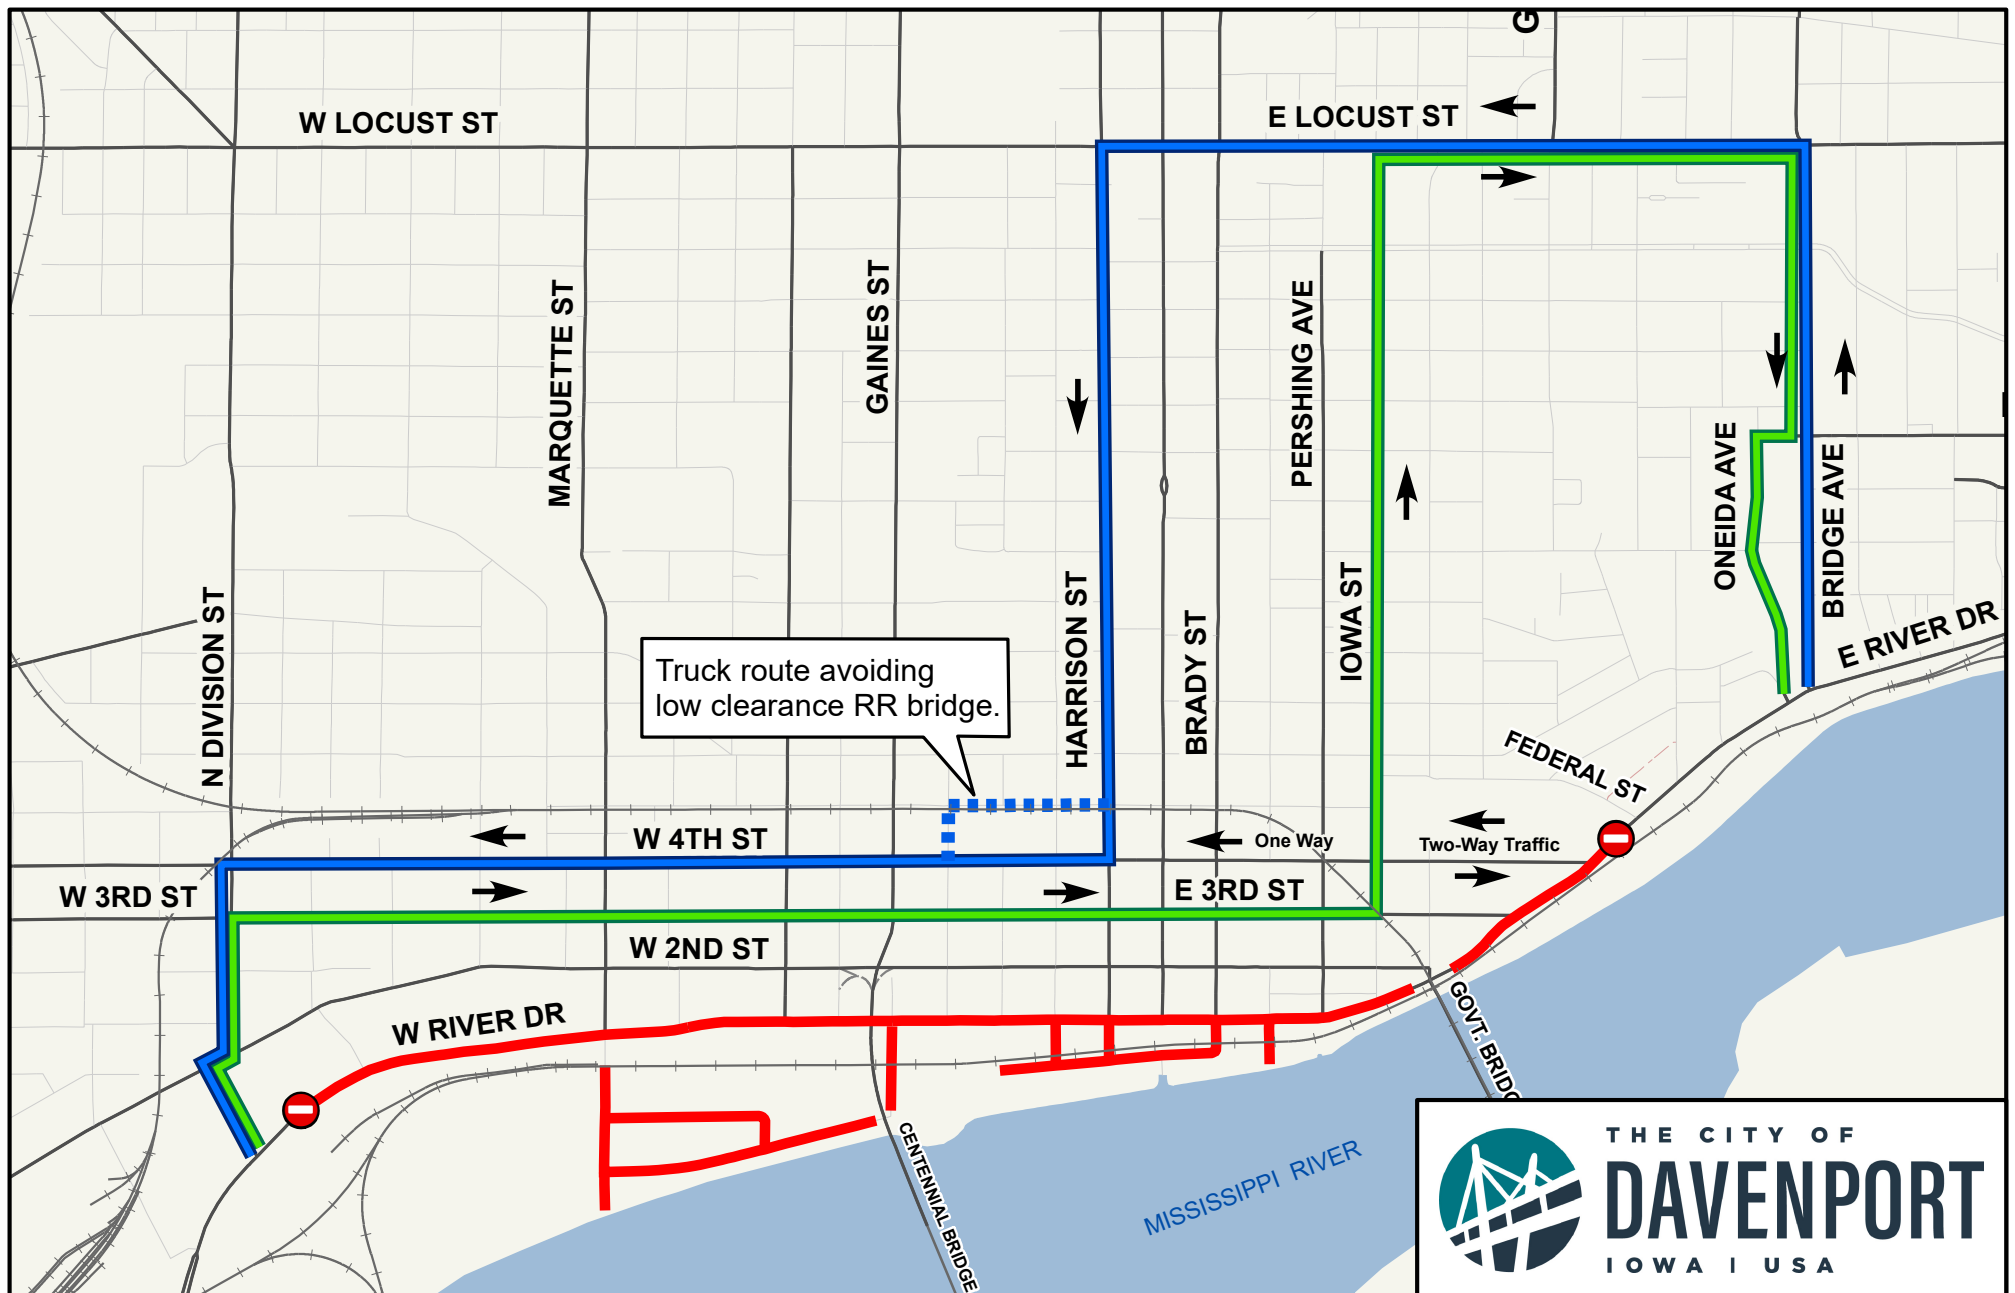 G
W LOCUST ST
E LOCUST ST
MARQUETTE ST
GAINES ST
PERSHING AVE
ONEIDA AVE
BRIDGE AVE
N DIVISION ST
HARRISON ST
BRADY ST
IOWA ST
E RIVER DR
Truck route avoiding
low clearance RR bridge.
FEDERAL ST
W 4TH ST
One Way
Two-Way Traffic
W 3RD ST
E 3RD ST
W 2ND ST
W RIVER DR
GOVT. BRIDG
CENTENNIAL BRIDGE
MISSISSIPPI RIVER
THE CITY OF
DAVENPORT
IOWA | USA